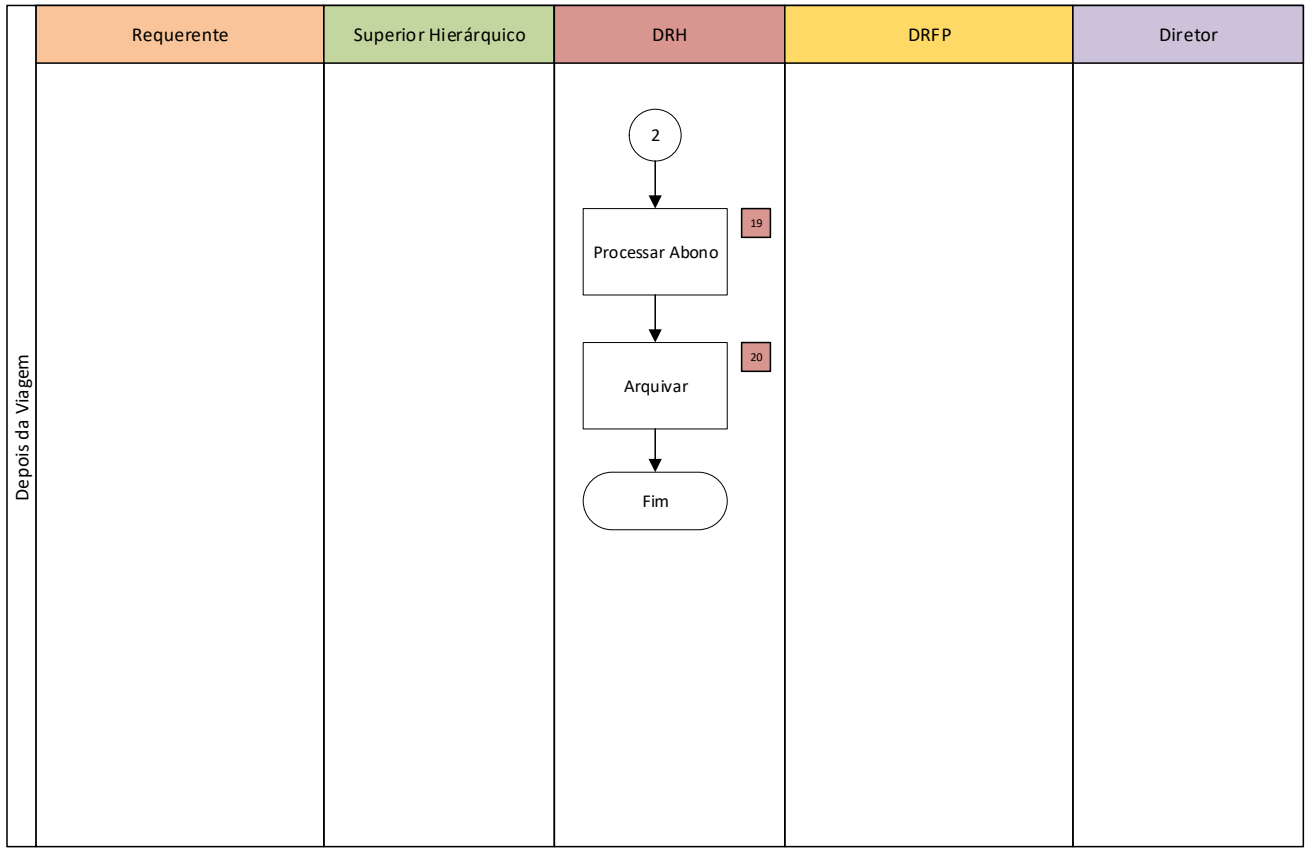 Requerente
Superior Hierárquico
DRH
DRFP
Diretor
Depois da Viagem
2
19
Processar Abono
20
Arquivar
Fim